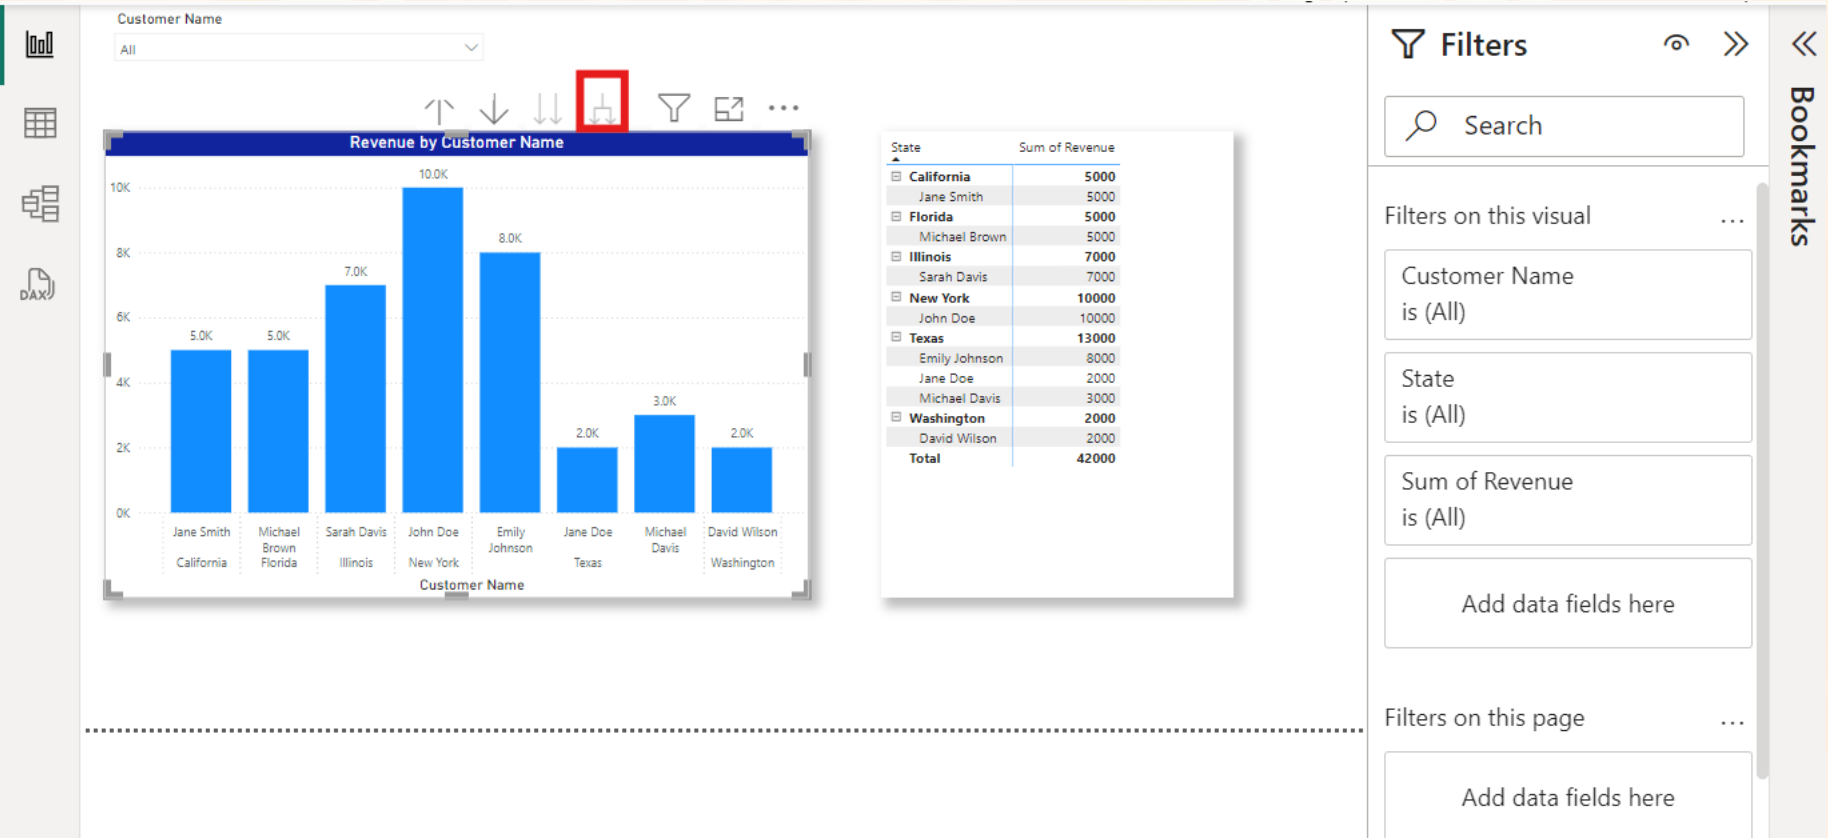 Customer Name
All
Revenue by Customer Name
10K
8K
6K
4K
2K
0K
5.0K
5.0K
7.0K
10.0K
8.0K
2.0K
3.0K
2.0K
Jane Smith
Michael
Brown
Sarah Davis
John Doe
Emily
Johnson
Jane Doe
Michael
Davis
David Wilson
California
Florida
Illinois
New York
Texas
Washington
Customer Name
State Sum of Revenue
California 5000
Jane Smith 5000
Florida 5000
Michael Brown 5000
Illinois 7000
Sarah Davis 7000
New York 10000
John Doe 10000
Texas 13000
Emily Johnson 8000
Jane Doe 2000
Michael Davis 3000
Washington 2000
David Wilson 2000
Total 42000
DAX
Filters
Search
Filters on this visual
...
Customer Name
is (All)
State
is (All)
Sum of Revenue
is (All)
Add data fields here
Filters on this page
...
Add data fields here
Bookmarks